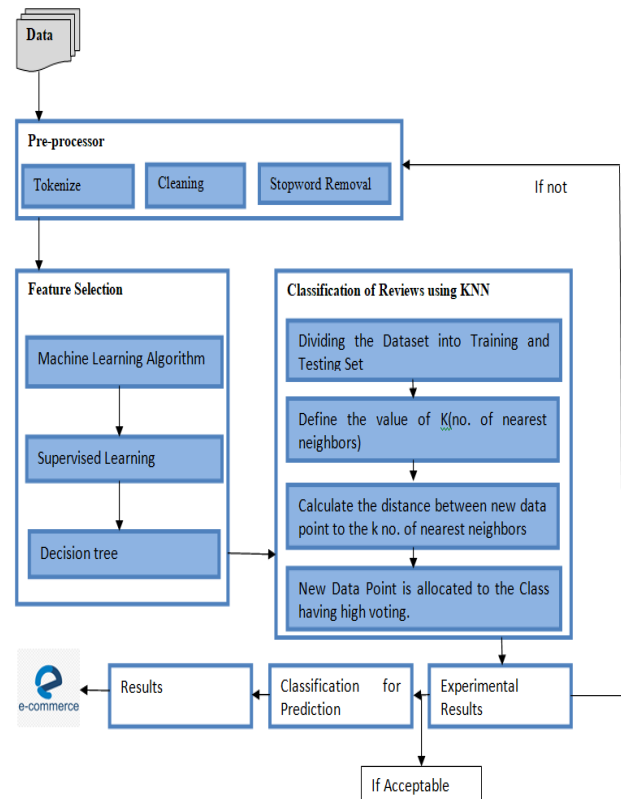 Data
Pre-processor
If not
Tokenize
Cleaning
Stopword Removal
Feature Selection
Machine Learning Algorithm
Supervised Learning
Decision tree
Classification of Reviews using KNN
Dividing the Dataset into Training and
Testing Set
Define the value of K(no. of nearest
neighbors)
Calculate the distance between new data
point to the k no. of nearest neighbors
New Data Point is allocated to the Class
having high voting.
e-commerce
Results
Classification for
Prediction
Experimental
Results
If Acceptable